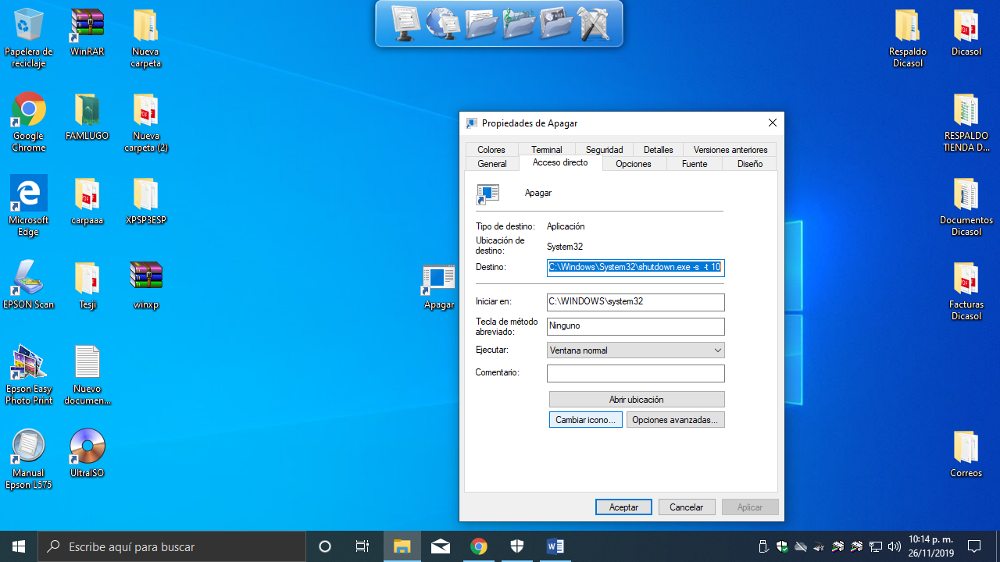 Papelera de
reciclaje
WinRAR
Nueva
carpeta
Respaldo
Dicasol
Dicasol
Google
Chrome
FAMLUGO
Nueva
carpeta (2)
RESPALDO
TIENDA D...
Microsoft
Edge
carpaaa
XPSP3ESP
Documentos
Dicasol
EPSON Scan
Tesji
winxp
Apagar
Facturas
Dicasol
Epson Easy
Photo Print
Nuevo
documen...
Manual
Epson L575
UltraISO
Correos
Propiedades de Apagar
Colores Terminal Seguridad Detalles Versiones anteriores
General Acceso directo Opciones Fuente Diseño
Apagar
Tipo de destino: Aplicación
Ubicación de
destino: System32
Destino: C:\Windows\System32\shutdown.exe -s -t 10
Iniciar en: C:\WINDOWS\system32
Tecla de método
abreviado: Ninguno
Ejecutar: Ventana normal
Comentario:
Abrir ubicación
Cambiar icono... Opciones avanzadas...
Aceptar Cancelar Aplicar
Escribe aquí para buscar
10:14 p. m.
26/11/2019